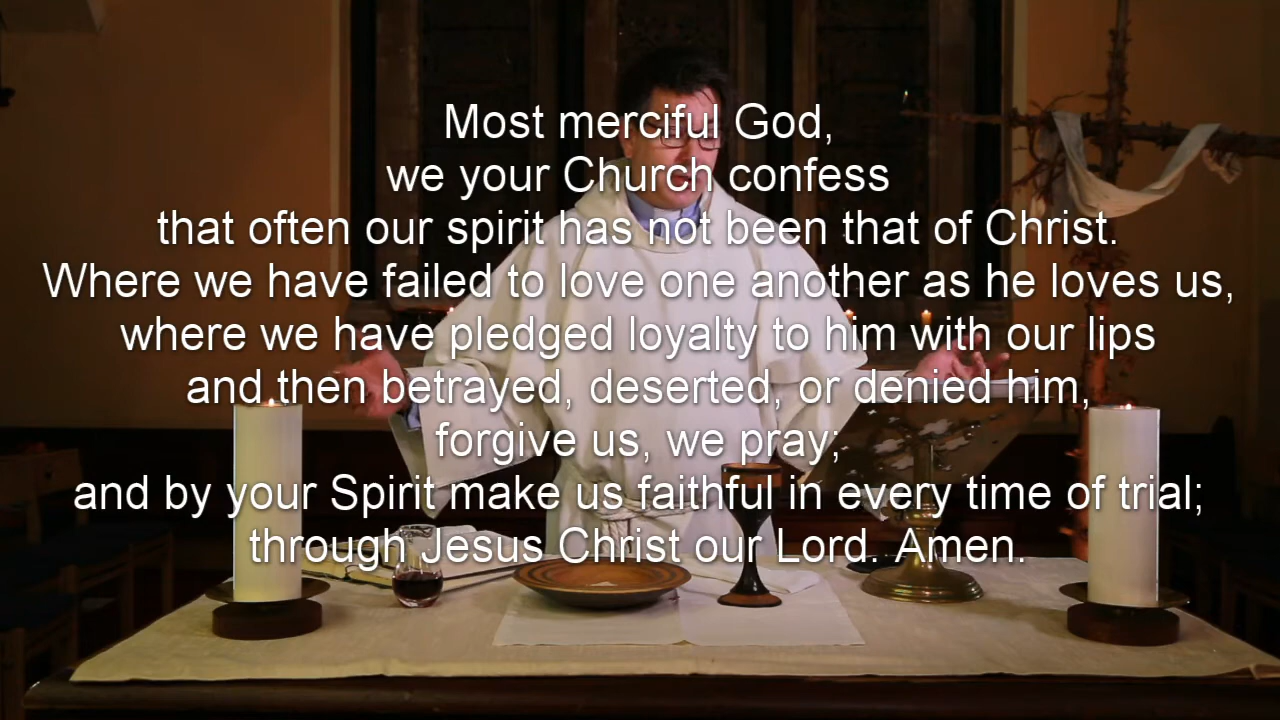 Most merciful God,
we your Church confess
that often our spirit has not been that of Christ.
Where we have failed to love one another as he loves us,
where we have pledged loyalty to him with our lips
and then betrayed, deserted, or denied him,
forgive us, we pray;
and by your Spirit make us faithful in every time of trial;
through Jesus Christ our Lord. Amen.